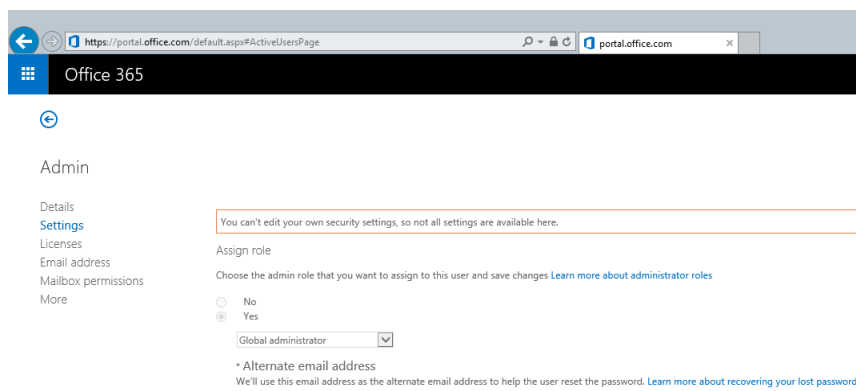 https://portal.office.com/default.aspx#ActiveUsersPage
portal.office.com
Office 365
Admin
Details
Settings
Licenses
Email address
Mailbox permissions
More
You can't edit your own security settings, so not all settings are available here.
Assign role
Choose the admin role that you want to assign to this user and save changes Learn more about administrator roles
No
Yes
Global administrator
* Alternate email address
We'll use this email address as the alternate email address to help the user reset the password. Learn more about recovering your lost password